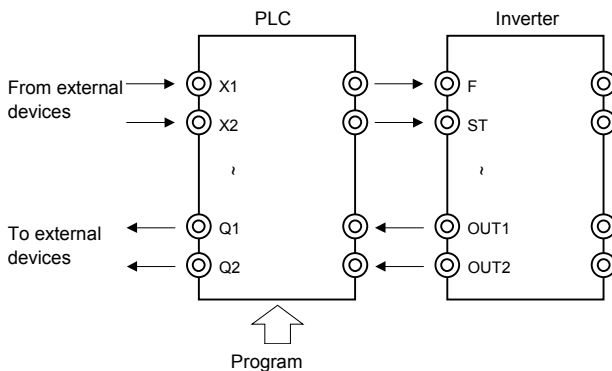 PLC
Inverter
From external
devices
X1
F
X2
ST
~
~
To external
devices
Q1
OUT1
Q2
OUT2
Program